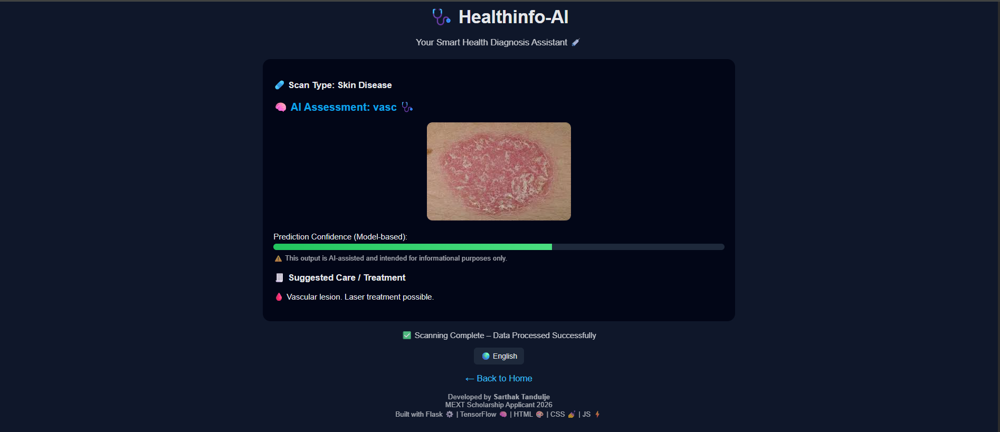 Healthinfo-AI
Your Smart Health Diagnosis Assistant
Scan Type: Skin Disease
AI Assessment: vasc
Prediction Confidence (Model-based):
This output is AI-assisted and intended for informational purposes only.
Suggested Care / Treatment
Vascular lesion. Laser treatment possible.
Scanning Complete – Data Processed Successfully
English
← Back to Home
Developed by Sarthak Tandulje
MEXT Scholarship Applicant 2026
Built with Flask | TensorFlow | HTML | CSS | JS